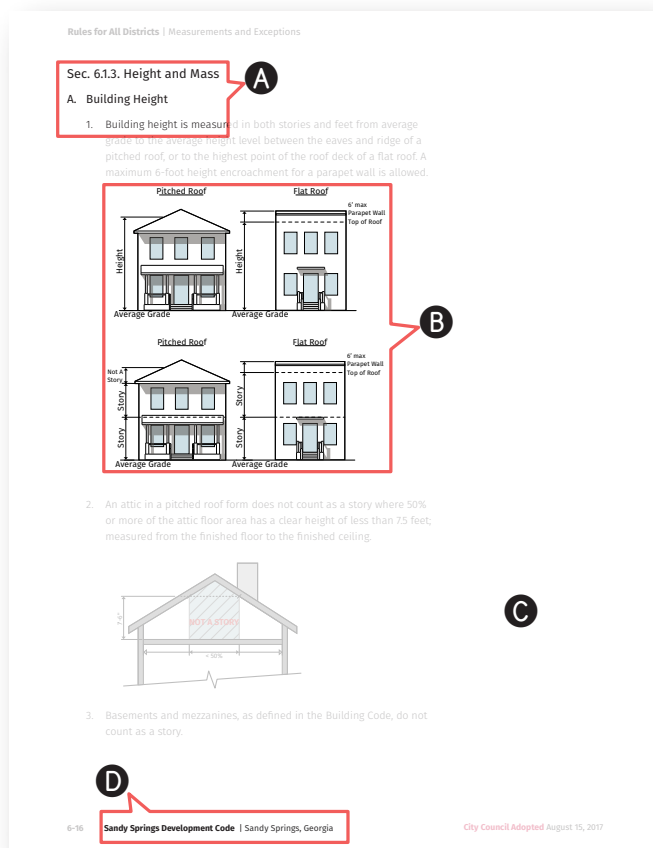 Rules for All Districts | Measurements and Exceptions
Sec. 6.1.3. Height and Mass
A
A. Building Height
1. Building height is measured in both stories and feet from average
grade to the average height level between the eaves and ridge of a
pitched roof, or to the highest point of the roof deck of a flat roof. A
maximum 6-foot height encroachment for a parapet wall is allowed.
Pitched Roof
Flat Roof
6' max
Parapet Wall
Top of Roof
Height
Height
Average Grade
Average Grade
B
Pitched Roof
Flat Roof
6' max
Parapet Wall
Top of Roof
Not A
Story
Story
Story
Story
Story
Average Grade
Average Grade
2. An attic in a pitched roof form does not count as a story where 50%
or more of the attic floor area has a clear height of less than 7.5 feet;
measured from the finished floor to the finished ceiling.
C
7'-6"
NOT A STORY
< 50%
3. Basements and mezzanines, as defined in the Building Code, do not
count as a story.
D
6-16 Sandy Springs Development Code | Sandy Springs, Georgia
City Council Adopted August 15, 2017